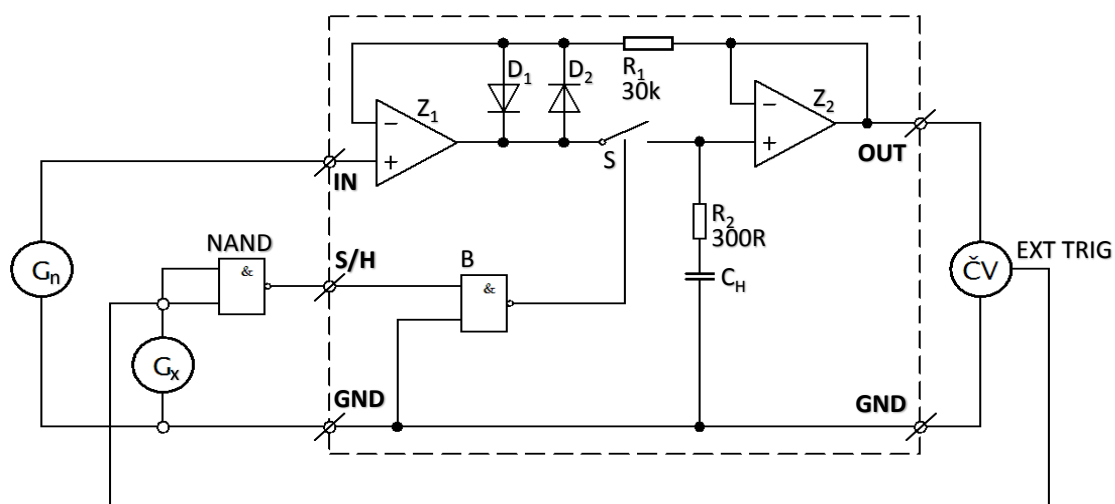 D1
D2
R1
30k
Z1
Z2
−
+
−
+
IN
S
OUT
R2
300R
CH
NAND
&
S/H
B
&
Gn
Gx
ČV
EXT TRIG
GND
GND